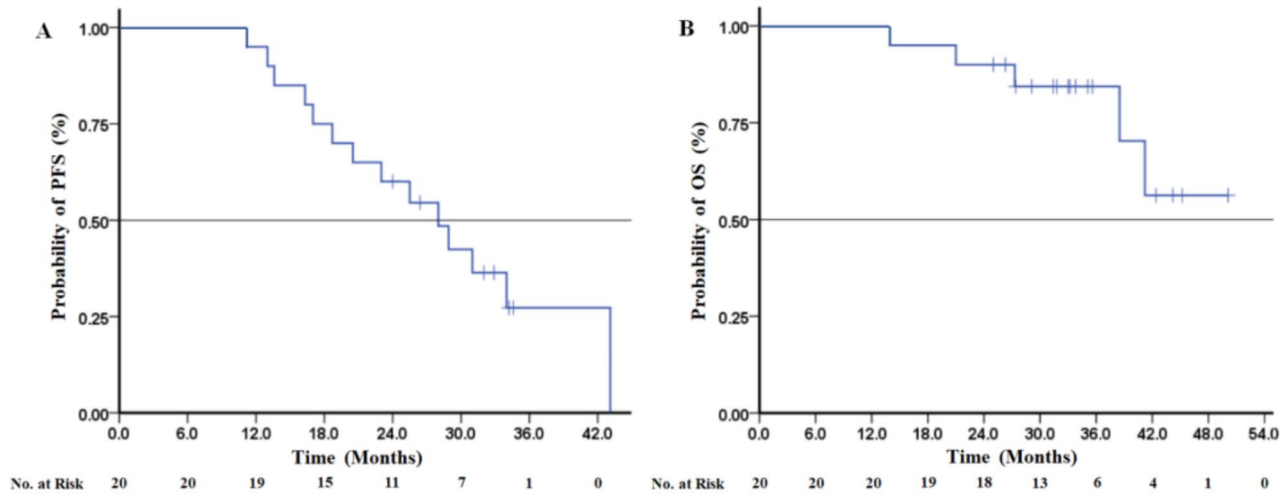 A
Probability of PFS (%)
1.00
0.75
0.50
0.25
0.00
0.0 6.0 12.0 18.0 24.0 30.0 36.0 42.0
Time (Months)
No. at Risk 20 20 19 15 11 7 1 0
B
Probability of OS (%)
1.00
0.75
0.50
0.25
0.00
0.0 6.0 12.0 18.0 24.0 30.0 36.0 42.0 48.0 54.0
Time (Months)
No. at Risk 20 20 20 19 18 13 6 4 1 0